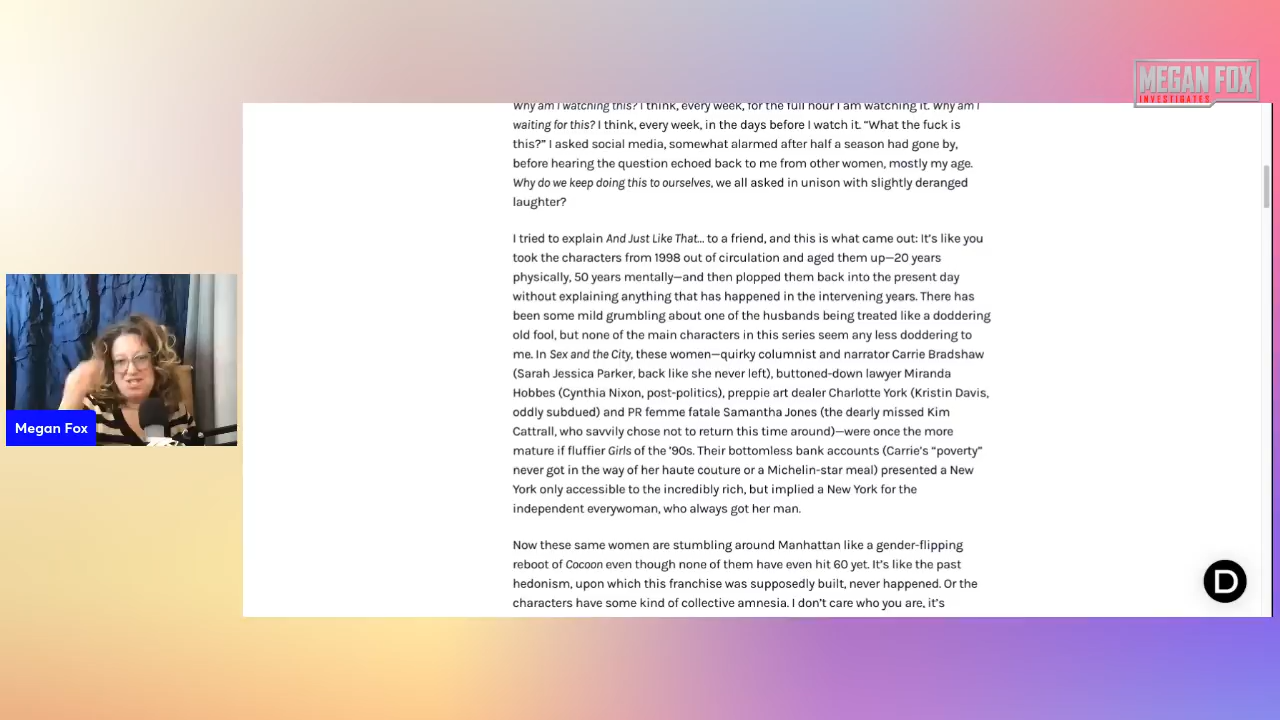 MEGAN FOX
INVESTIGATES
Why am I watching this? I think, every week, for the full hour I am watching it. Why am I
waiting for this? I think, every week, in the days before I watch it. “What the fuck is
this?” I asked social media, somewhat alarmed after half a season had gone by,
before hearing the question echoed back to me from other women, mostly my age.
Why do we keep doing this to ourselves, we all asked in unison with slightly deranged
laughter?
I tried to explain And Just Like That… to a friend, and this is what came out: It’s like you
took the characters from 1998 out of circulation and aged them up—20 years
physically, 50 years mentally—and then plopped them back into the present day
without explaining anything that has happened in the intervening years. There has
been some mild grumbling about one of the husbands being treated like a doddering
old fool, but none of the main characters in this series seem any less doddering to
me. In Sex and the City, these women—quirky columnist and narrator Carrie Bradshaw
(Sarah Jessica Parker, back like she never left), buttoned-down lawyer Miranda
Hobbes (Cynthia Nixon, post-politics), preppie art dealer Charlotte York (Kristin Davis,
oddly subdued) and PR femme fatale Samantha Jones (the dearly missed Kim
Cattrall, who savvily chose not to return this time around)—were once the more
mature if fluffier Girls of the ’90s. Their bottomless bank accounts (Carrie’s “poverty”
never got in the way of her haute couture or a Michelin-star meal) presented a New
York only accessible to the incredibly rich, but implied a New York for the
independent everywoman, who always got her man.
Now these same women are stumbling around Manhattan like a gender-flipping
reboot of Cocoon even though none of them have even hit 60 yet. It’s like the past
hedonism, upon which this franchise was supposedly built, never happened. Or the
characters have some kind of collective amnesia. I don’t care who you are, it’s
Megan Fox
D